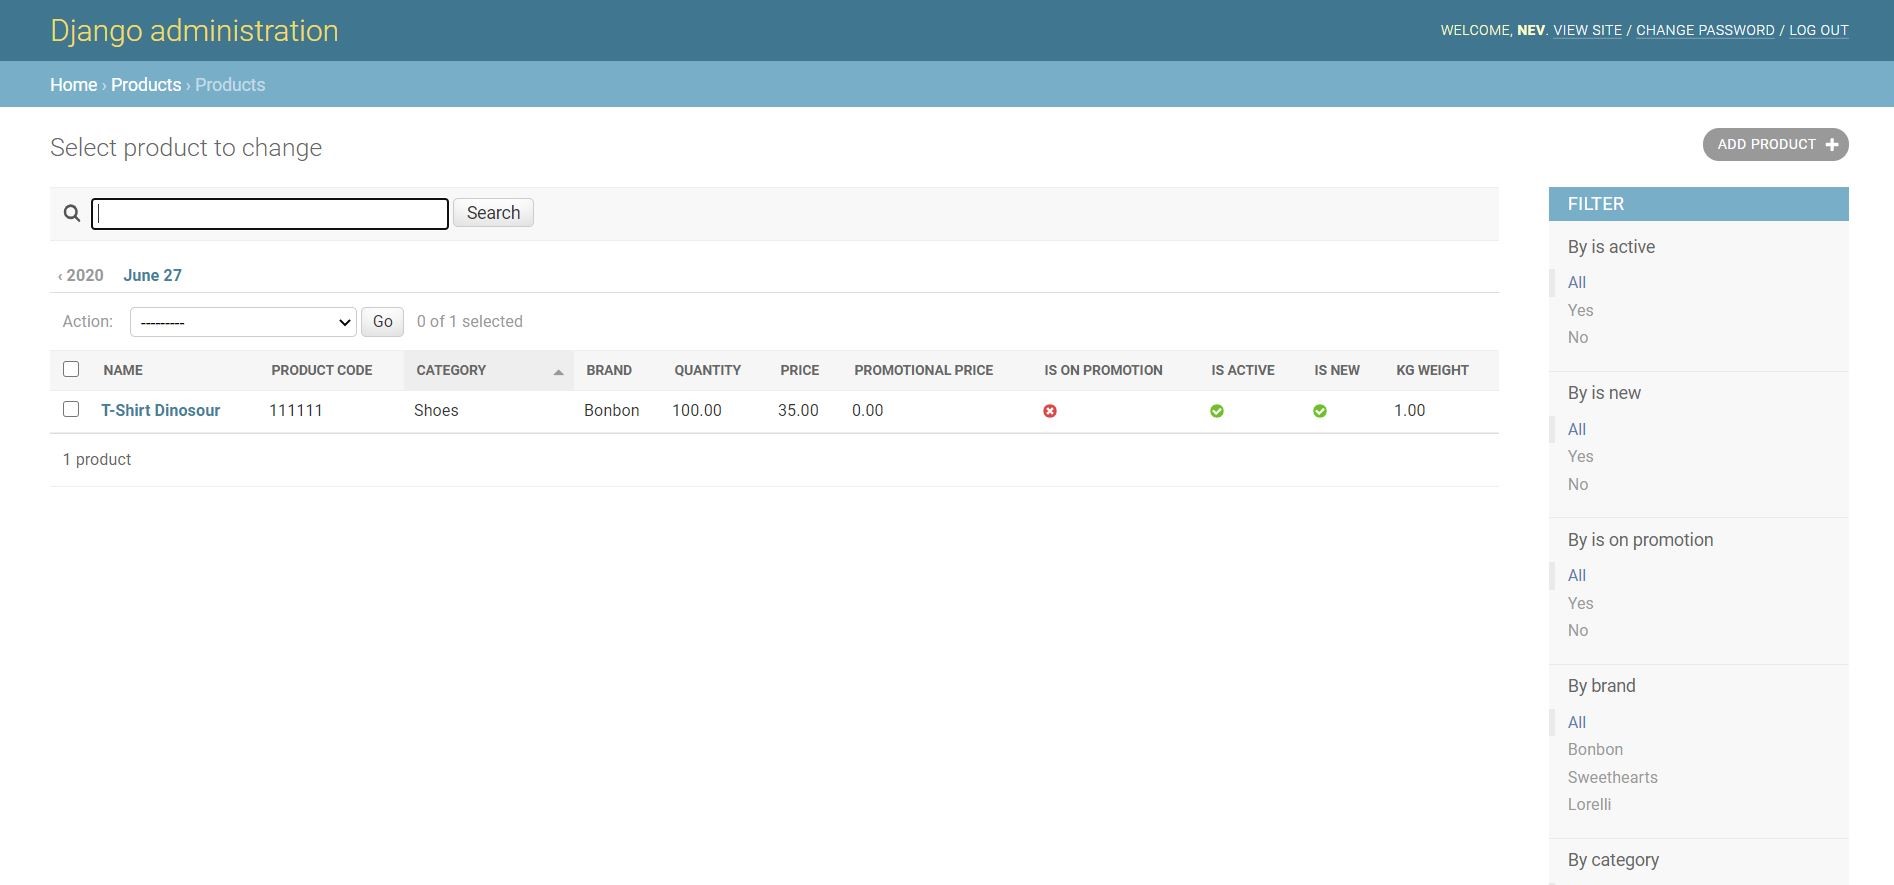 Django administration
WELCOME, NEV. VIEW SITE / CHANGE PASSWORD / LOG OUT
Home › Products › Products
Select product to change
ADD PRODUCT +
Search
‹ 2020 June 27
Action: --------- Go 0 of 1 selected
NAME PRODUCT CODE CATEGORY BRAND QUANTITY PRICE PROMOTIONAL PRICE IS ON PROMOTION IS ACTIVE IS NEW KG WEIGHT
T-Shirt Dinosour 111111 Shoes Bonbon 100.00 35.00 0.00 1.00
1 product
FILTER
By is active
All
Yes
No
By is new
All
Yes
No
By is on promotion
All
Yes
No
By brand
All
Bonbon
Sweethearts
Lorelli
By category